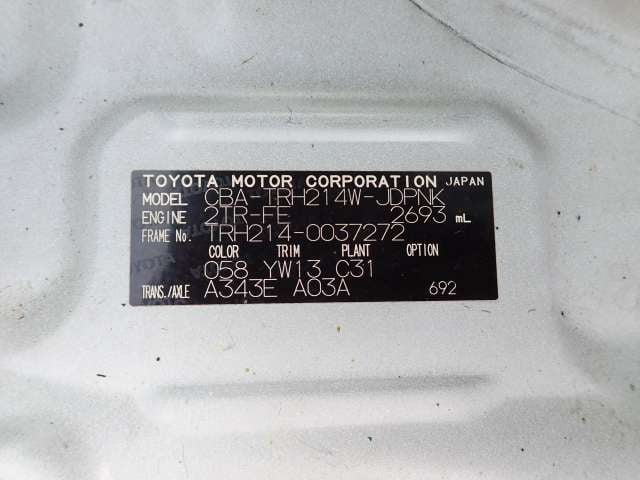 TOYOTA MOTOR CORPORATION JAPAN
MODEL CBA-TRH214W-JDPNK
ENGINE 2TR-FE 2693 mL
FRAME No. TRH214-0037272
COLOR TRIM PLANT OPTION
058 YW13 C31
TRANS./AXLE A343E A03A 692